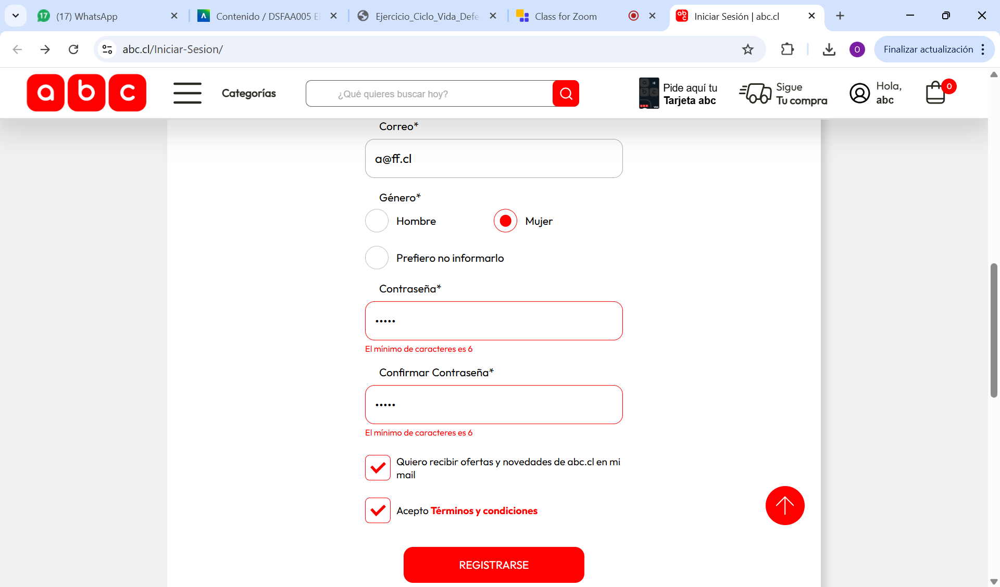 17
(17) WhatsApp
Contenido / DSFAA005 E
Ejercicio_Ciclo_Vida_Defe
Class for Zoom
abc
Iniciar Sesión | abc.cl
abc.cl/Iniciar-Sesion/
O
Finalizar actualización
abc
Categorías
¿Qué quieres buscar hoy?
Pide aquí tu
Tarjeta abc
Sigue
Tu compra
Hola,
abc
0
Correo*
a@ff.cl
Género*
Hombre
Mujer
Prefiero no informarlo
Contraseña*
•••••
El mínimo de caracteres es 6
Confirmar Contraseña*
•••••
El mínimo de caracteres es 6
Quiero recibir ofertas y novedades de abc.cl en mi
mail
Acepto Términos y condiciones
REGISTRARSE